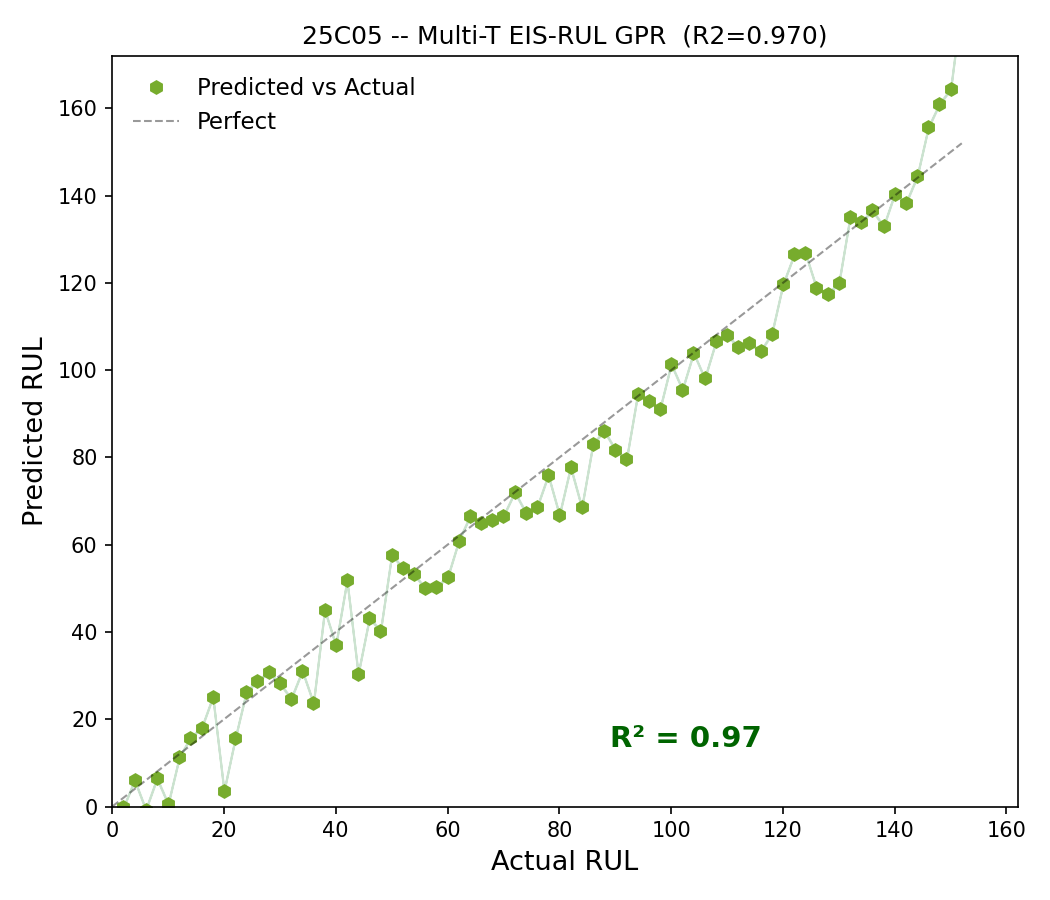 25C05 -- Multi-T EIS-RUL GPR  (R2=0.970)
Predicted vs Actual
Perfect
Predicted RUL
160
140
120
100
80
60
40
20
0
R² = 0.97
0 20 40 60 80 100 120 140 160
Actual RUL